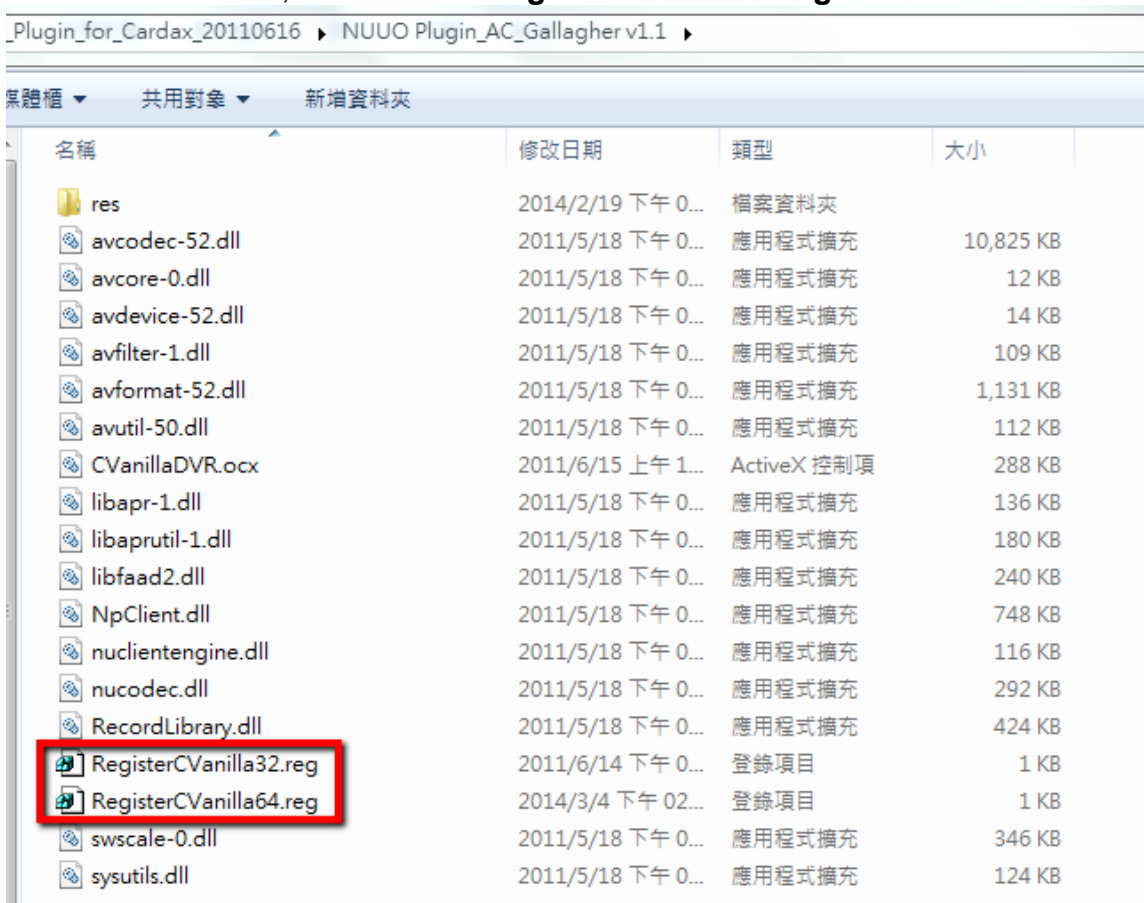 _Plugin_for_Cardax_20110616 ▸ NUUO Plugin_AC_Gallagher v1.1 ▸
媒體櫃 ▼ 共用對象 ▼ 新增資料夾
名稱 修改日期 類型 大小
res 2014/2/19 下午 0... 檔案資料夾
avcodec-52.dll 2011/5/18 下午 0... 應用程式擴充 10,825 KB
avcore-0.dll 2011/5/18 下午 0... 應用程式擴充 12 KB
avdevice-52.dll 2011/5/18 下午 0... 應用程式擴充 14 KB
avfilter-1.dll 2011/5/18 下午 0... 應用程式擴充 109 KB
avformat-52.dll 2011/5/18 下午 0... 應用程式擴充 1,131 KB
avutil-50.dll 2011/5/18 下午 0... 應用程式擴充 112 KB
CVanillaDVR.ocx 2011/6/15 上午 1... ActiveX 控制項 288 KB
libapr-1.dll 2011/5/18 下午 0... 應用程式擴充 136 KB
libaprutil-1.dll 2011/5/18 下午 0... 應用程式擴充 180 KB
libfaad2.dll 2011/5/18 下午 0... 應用程式擴充 240 KB
NpClient.dll 2011/5/18 下午 0... 應用程式擴充 748 KB
nuclientengine.dll 2011/5/18 下午 0... 應用程式擴充 116 KB
nucodec.dll 2011/5/18 下午 0... 應用程式擴充 292 KB
RecordLibrary.dll 2011/5/18 下午 0... 應用程式擴充 424 KB
RegisterCVanilla32.reg 2011/6/14 下午 0... 登錄項目 1 KB
RegisterCVanilla64.reg 2014/3/4 下午 02... 登錄項目 1 KB
swscale-0.dll 2011/5/18 下午 0... 應用程式擴充 346 KB
sysutils.dll 2011/5/18 下午 0... 應用程式擴充 124 KB